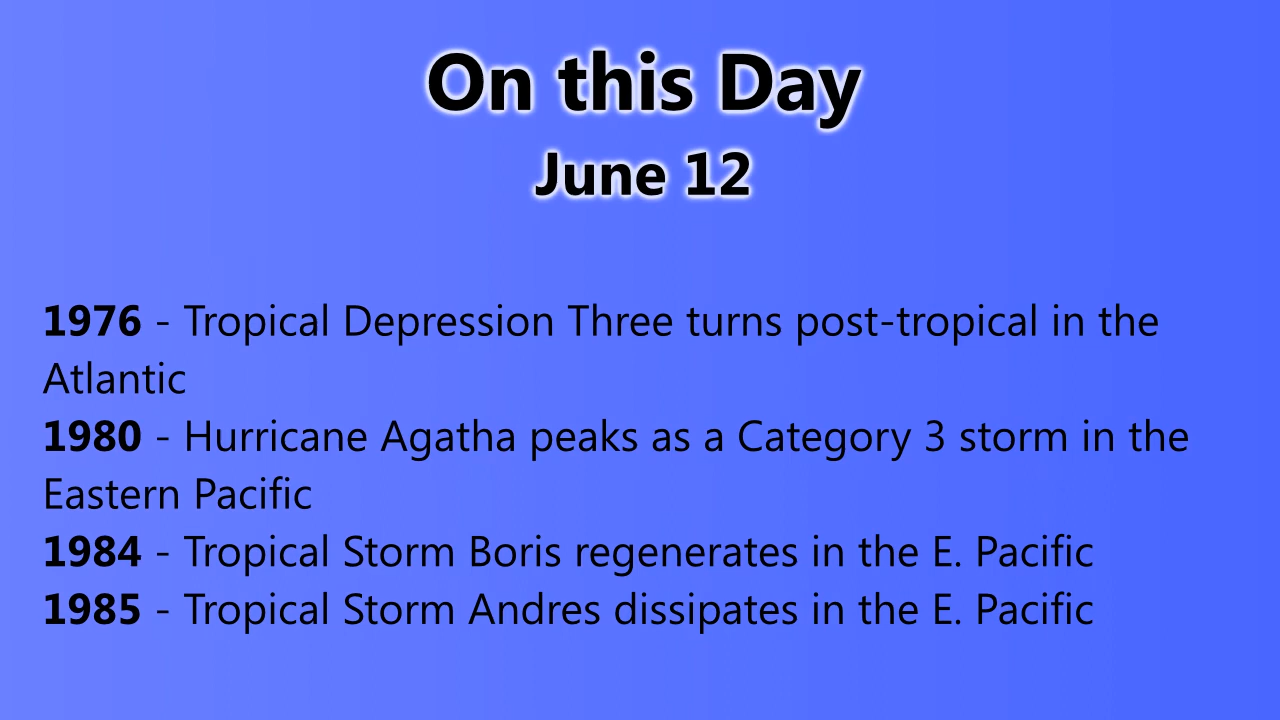 On this Day
June 12
1976 - Tropical Depression Three turns post-tropical in the
Atlantic
1980 - Hurricane Agatha peaks as a Category 3 storm in the
Eastern Pacific
1984 - Tropical Storm Boris regenerates in the E. Pacific
1985 - Tropical Storm Andres dissipates in the E. Pacific